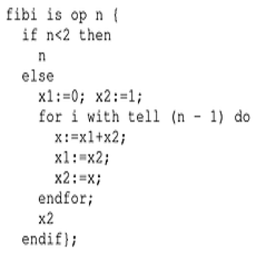 fibi is op n {
  if n<2 then
    n
  else
    x1:=0; x2:=1;
    for i with tell (n - 1) do
      x:=x1+x2;
      x1:=x2;
      x2:=x;
    endfor;
    x2
  endif};